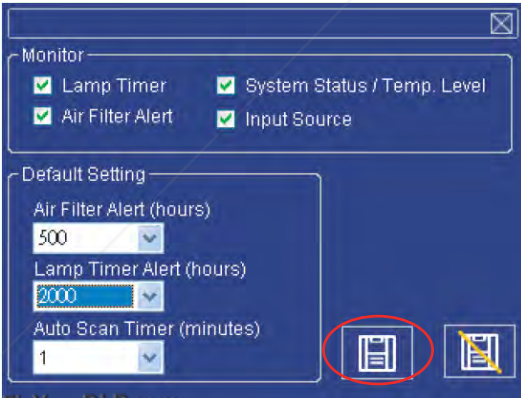 Monitor
Lamp Timer System Status / Temp. Level
Air Filter Alert Input Source
Default Setting
Air Filter Alert (hours)
500
Lamp Timer Alert (hours)
2000
Auto Scan Timer (minutes)
1